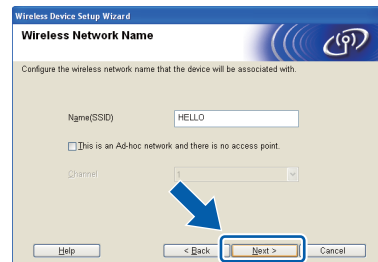 Wireless Device Setup Wizard
Wireless Network Name
Configure the wireless network name that the device will be associated with.
Name(SSID) HELLO
This is an Ad-hoc network and there is no access point.
Channel 1
Help < Back Next > Cancel